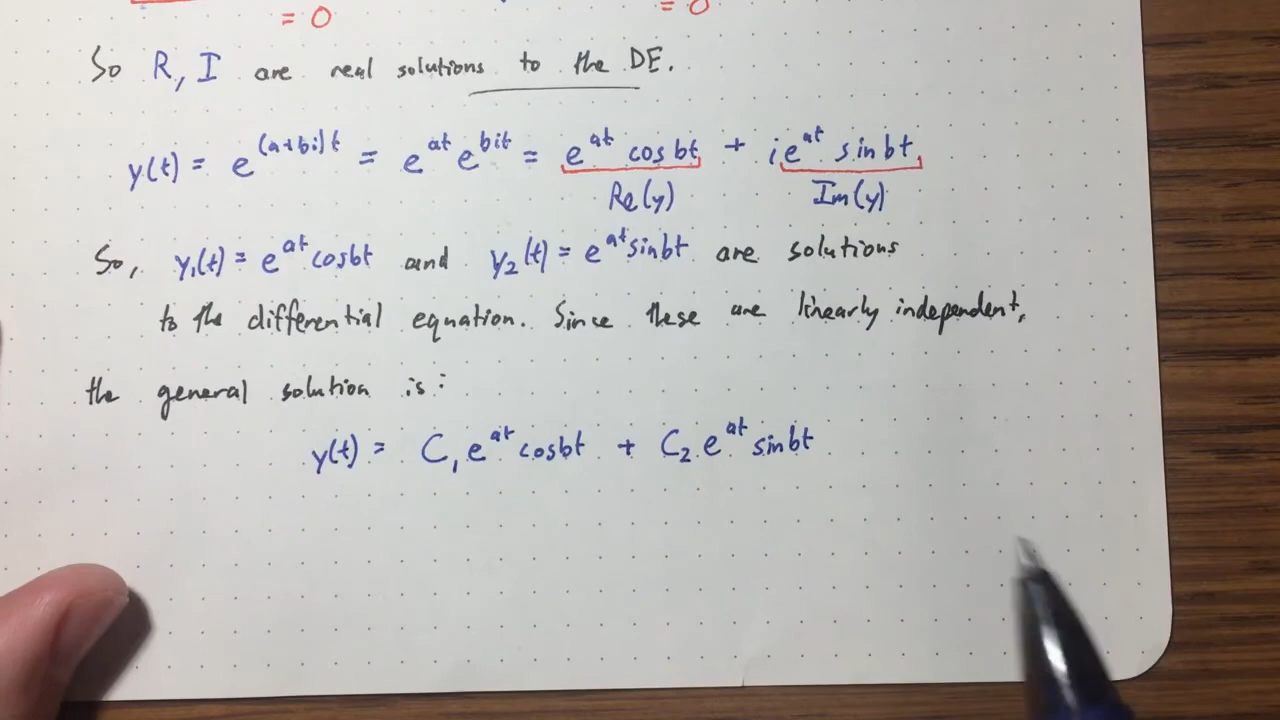 = 0 = 0
So R, I are real solutions to the DE.
y(t) = e^{(a+bi)t} = e^{at} e^{bit} = e^{at} cos bt + i e^{at} sin bt
Re(y) Im(y)
So, y₁(t) = e^{at} cos bt and y₂(t) = e^{at} sin bt are solutions
to the differential equation. Since these are linearly independent,
the general solution is:
y(t) = C₁ e^{at} cos bt + C₂ e^{at} sin bt